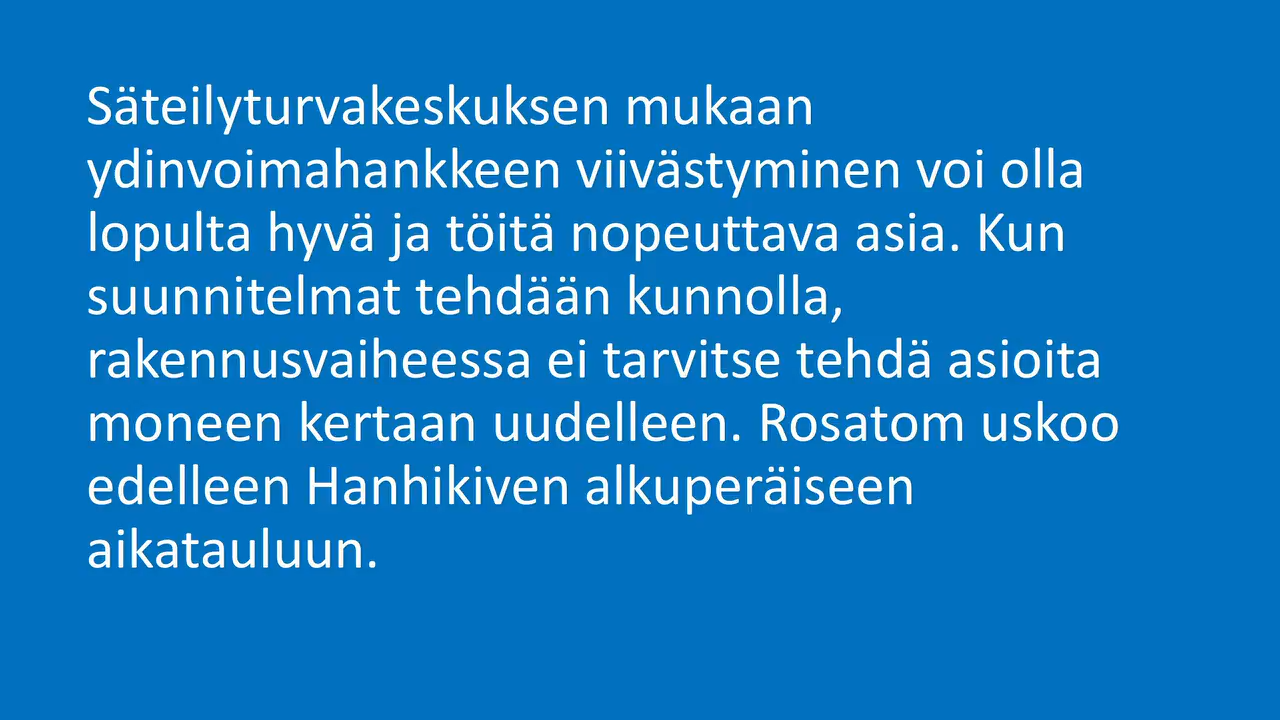 Säteilyturvakeskuksen mukaan
ydinvoimahankkeen viivästyminen voi olla
lopulta hyvä ja töitä nopeuttava asia. Kun
suunnitelmat tehdään kunnolla,
rakennusvaiheessa ei tarvitse tehdä asioita
moneen kertaan uudelleen. Rosatom uskoo
edelleen Hanhikiven alkuperäiseen
aikatauluun.